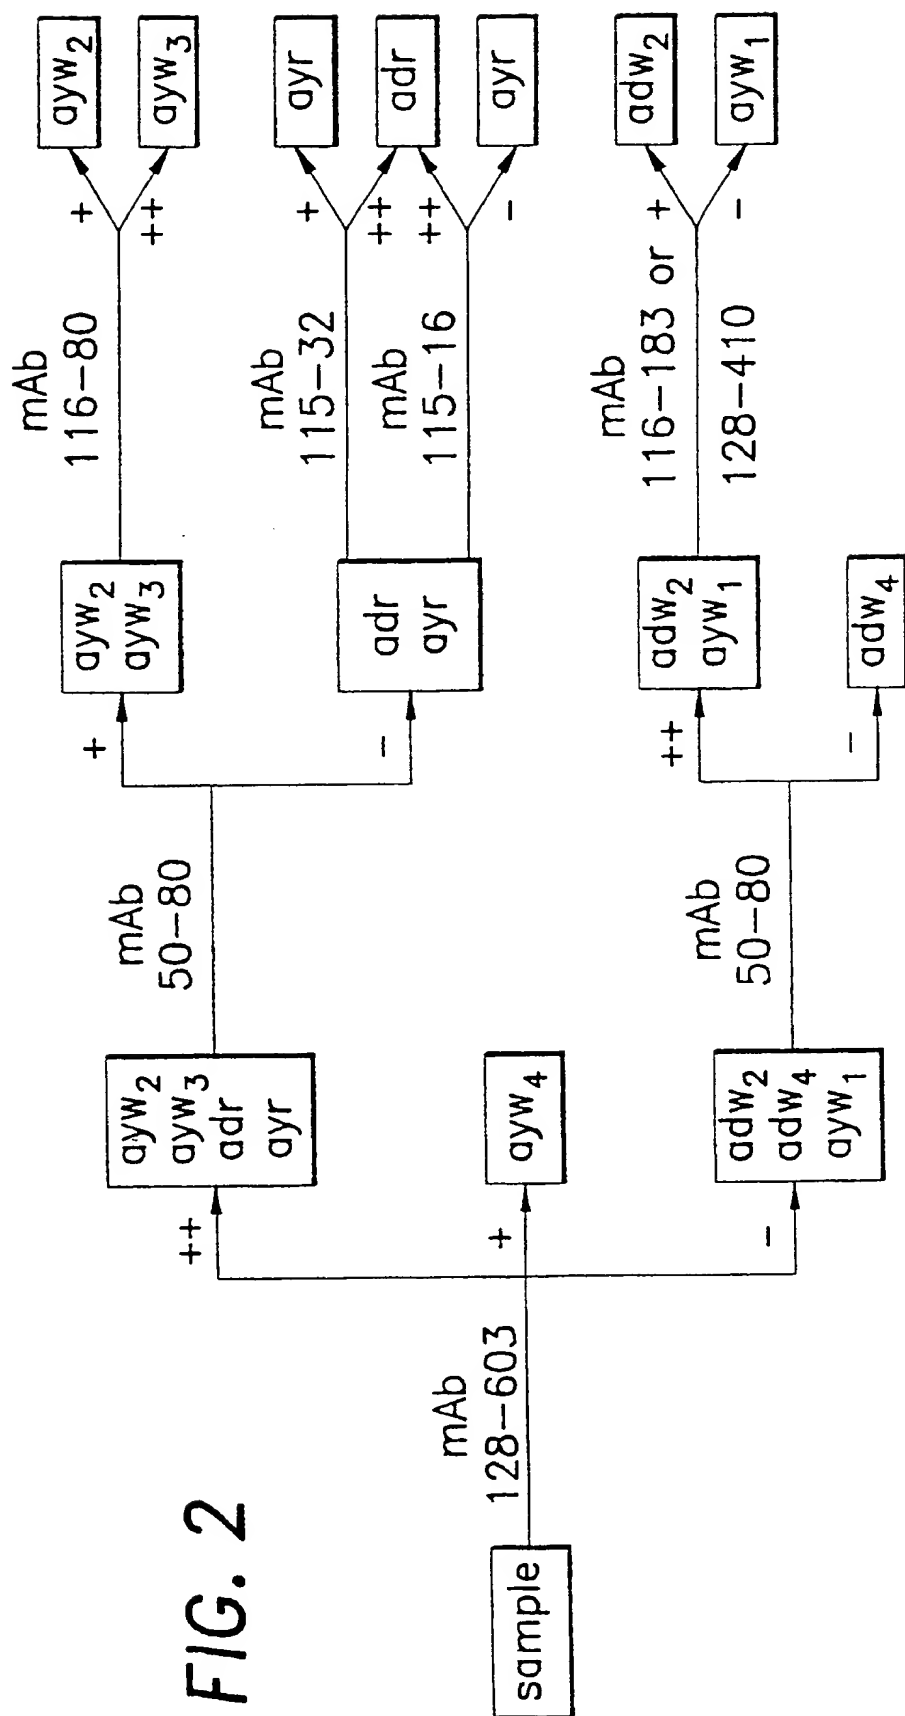 FIG. 2
sample
mAb
128-603
++
+
-
ayw2
ayw3
adr
ayr
ayw4
adw2
adw4
ayw1
mAb
50-80
+
-
mAb
50-80
++
-
ayw2
ayw3
adr
ayr
adw2
ayw1
adw4
mAb
116-80
+
++
mAb
115-32
+
++
mAb
115-16
++
-
mAb
116-183 or
128-410
+
-
ayw2
ayw3
ayr
adr
ayr
adw2
ayw1